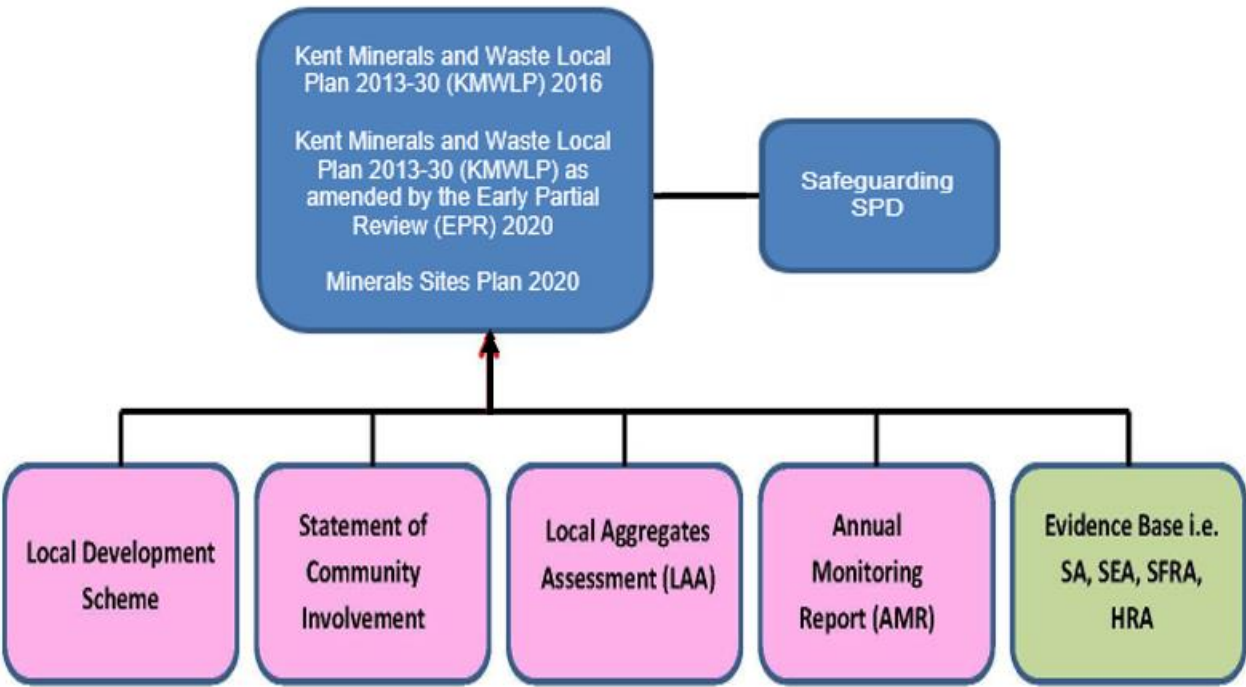 Kent Minerals and Waste Local
Plan 2013-30 (KMWLP) 2016
Kent Minerals and Waste Local
Plan 2013-30 (KMWLP) as
amended by the Early Partial
Review (EPR) 2020
Minerals Sites Plan 2020
Safeguarding
SPD
Local Development
Scheme
Statement of
Community
Involvement
Local Aggregates
Assessment (LAA)
Annual
Monitoring
Report (AMR)
Evidence Base i.e.
SA, SEA, SFRA,
HRA